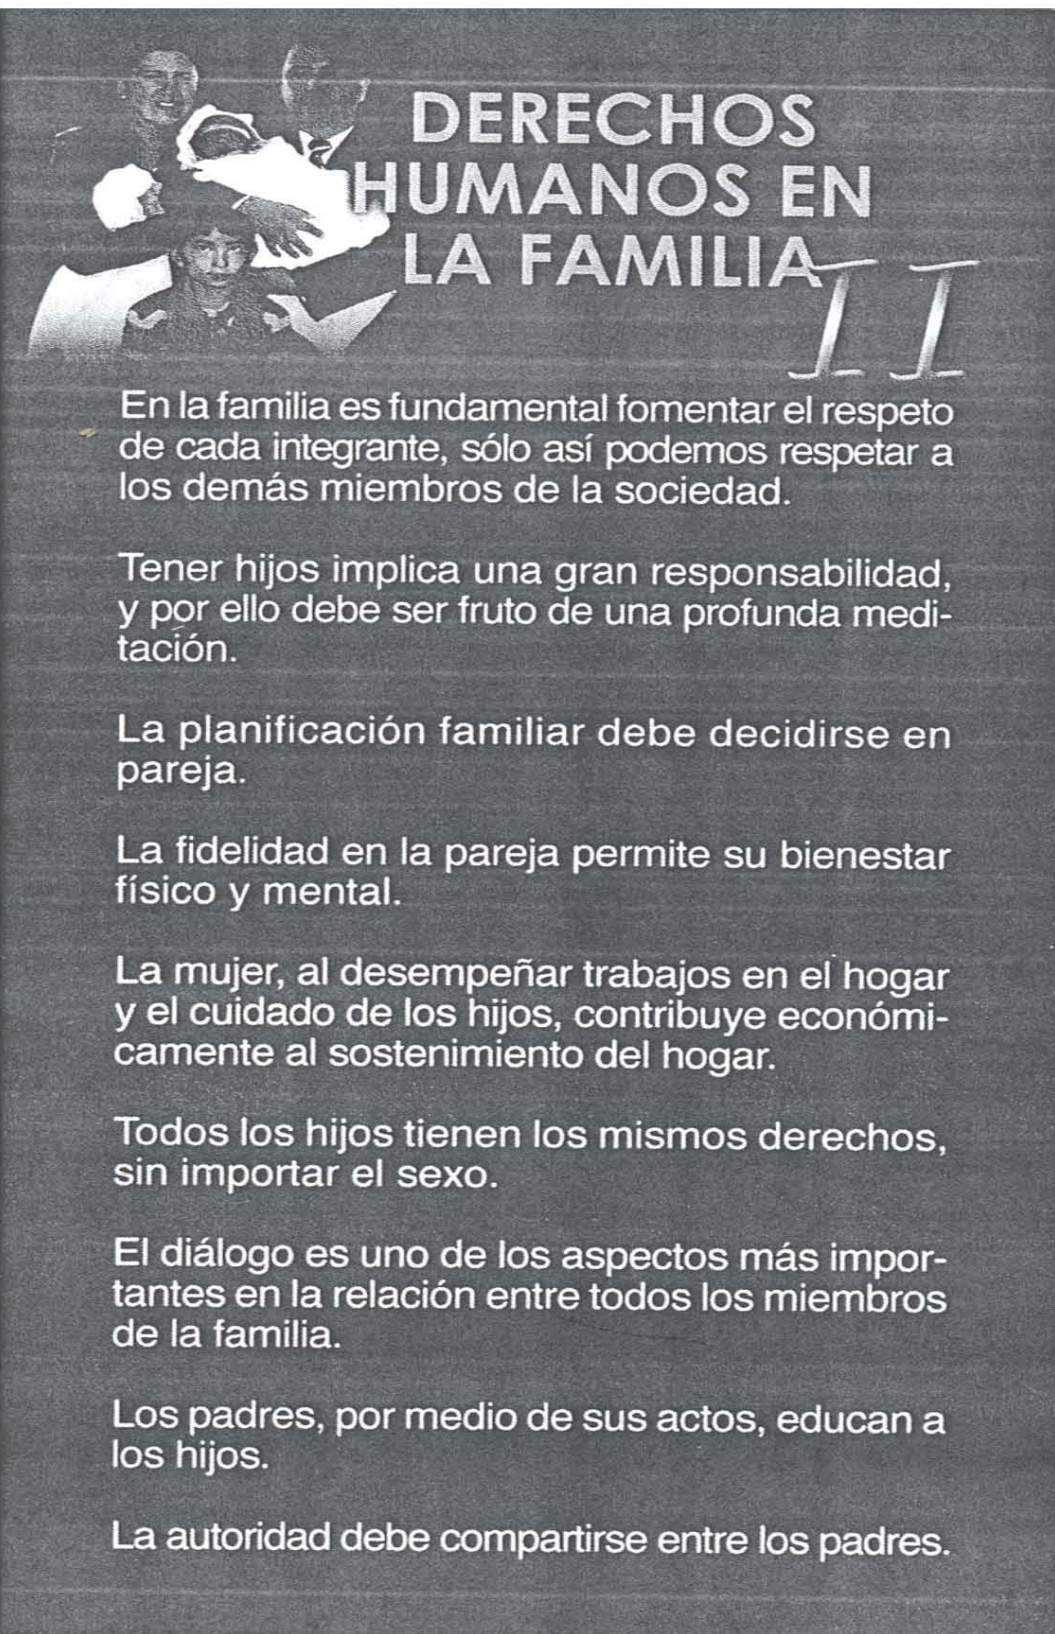 DERECHOS
HUMANOS EN
LA FAMILIA
II
En la familia es fundamental fomentar el respeto
de cada integrante, sólo así podemos respetar a
los demás miembros de la sociedad.
Tener hijos implica una gran responsabilidad,
y por ello debe ser fruto de una profunda medi-
tación.
La planificación familiar debe decidirse en
pareja.
La fidelidad en la pareja permite su bienestar
físico y mental.
La mujer, al desempeñar trabajos en el hogar
y el cuidado de los hijos, contribuye económi-
camente al sostenimiento del hogar.
Todos los hijos tienen los mismos derechos,
sin importar el sexo.
El diálogo es uno de los aspectos más impor-
tantes en la relación entre todos los miembros
de la familia.
Los padres, por medio de sus actos, educan a
los hijos.
La autoridad debe compartirse entre los padres.